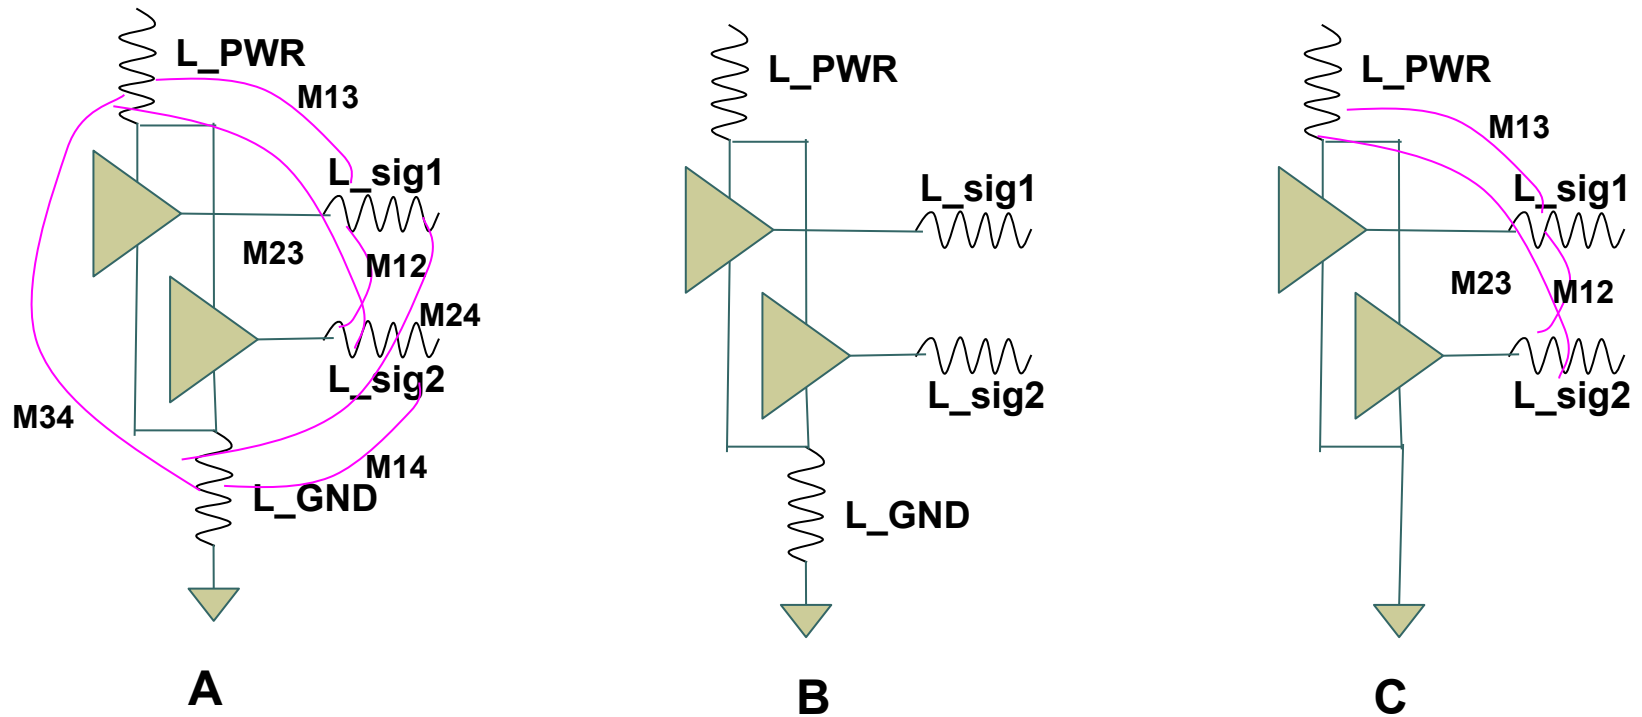 L_PWR
M13
L_sig1
M23
M12
M24
L_sig2
M34
M14
L_GND
A
L_PWR
L_sig1
L_sig2
L_GND
B
L_PWR
M13
L_sig1
M23
M12
L_sig2
C